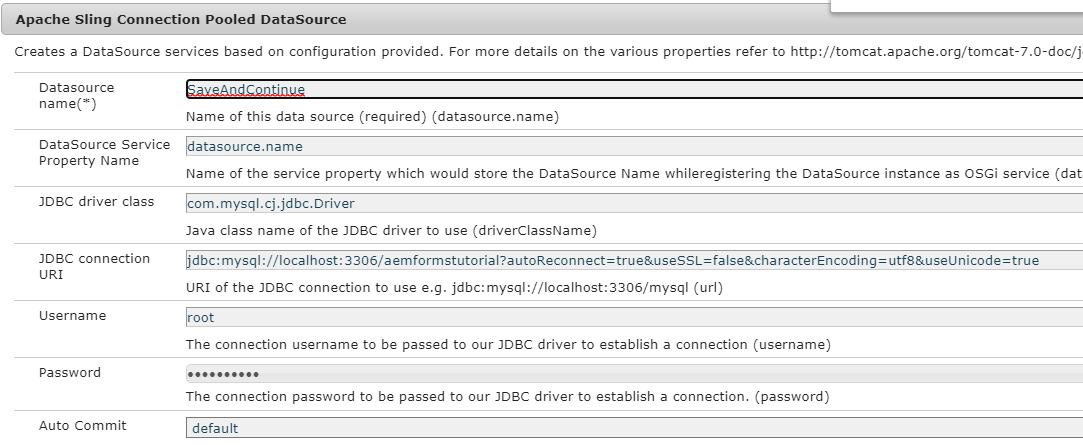 Apache Sling Connection Pooled DataSource
Creates a DataSource services based on configuration provided. For more details on the various properties refer to http://tomcat.apache.org/tomcat-7.0-doc/j
Datasource name(*)
SaveAndContinue
Name of this data source (required) (datasource.name)
DataSource Service Property Name
datasource.name
Name of the service property which would store the DataSource Name whileregistering the DataSource instance as OSGi service (dat
JDBC driver class
com.mysql.cj.jdbc.Driver
Java class name of the JDBC driver to use (driverClassName)
JDBC connection URI
jdbc:mysql://localhost:3306/aemformstutorial?autoReconnect=true&useSSL=false&characterEncoding=utf8&useUnicode=true
URI of the JDBC connection to use e.g. jdbc:mysql://localhost:3306/mysql (url)
Username
root
The connection username to be passed to our JDBC driver to establish a connection (username)
Password
••••••••••
The connection password to be passed to our JDBC driver to establish a connection. (password)
Auto Commit
default